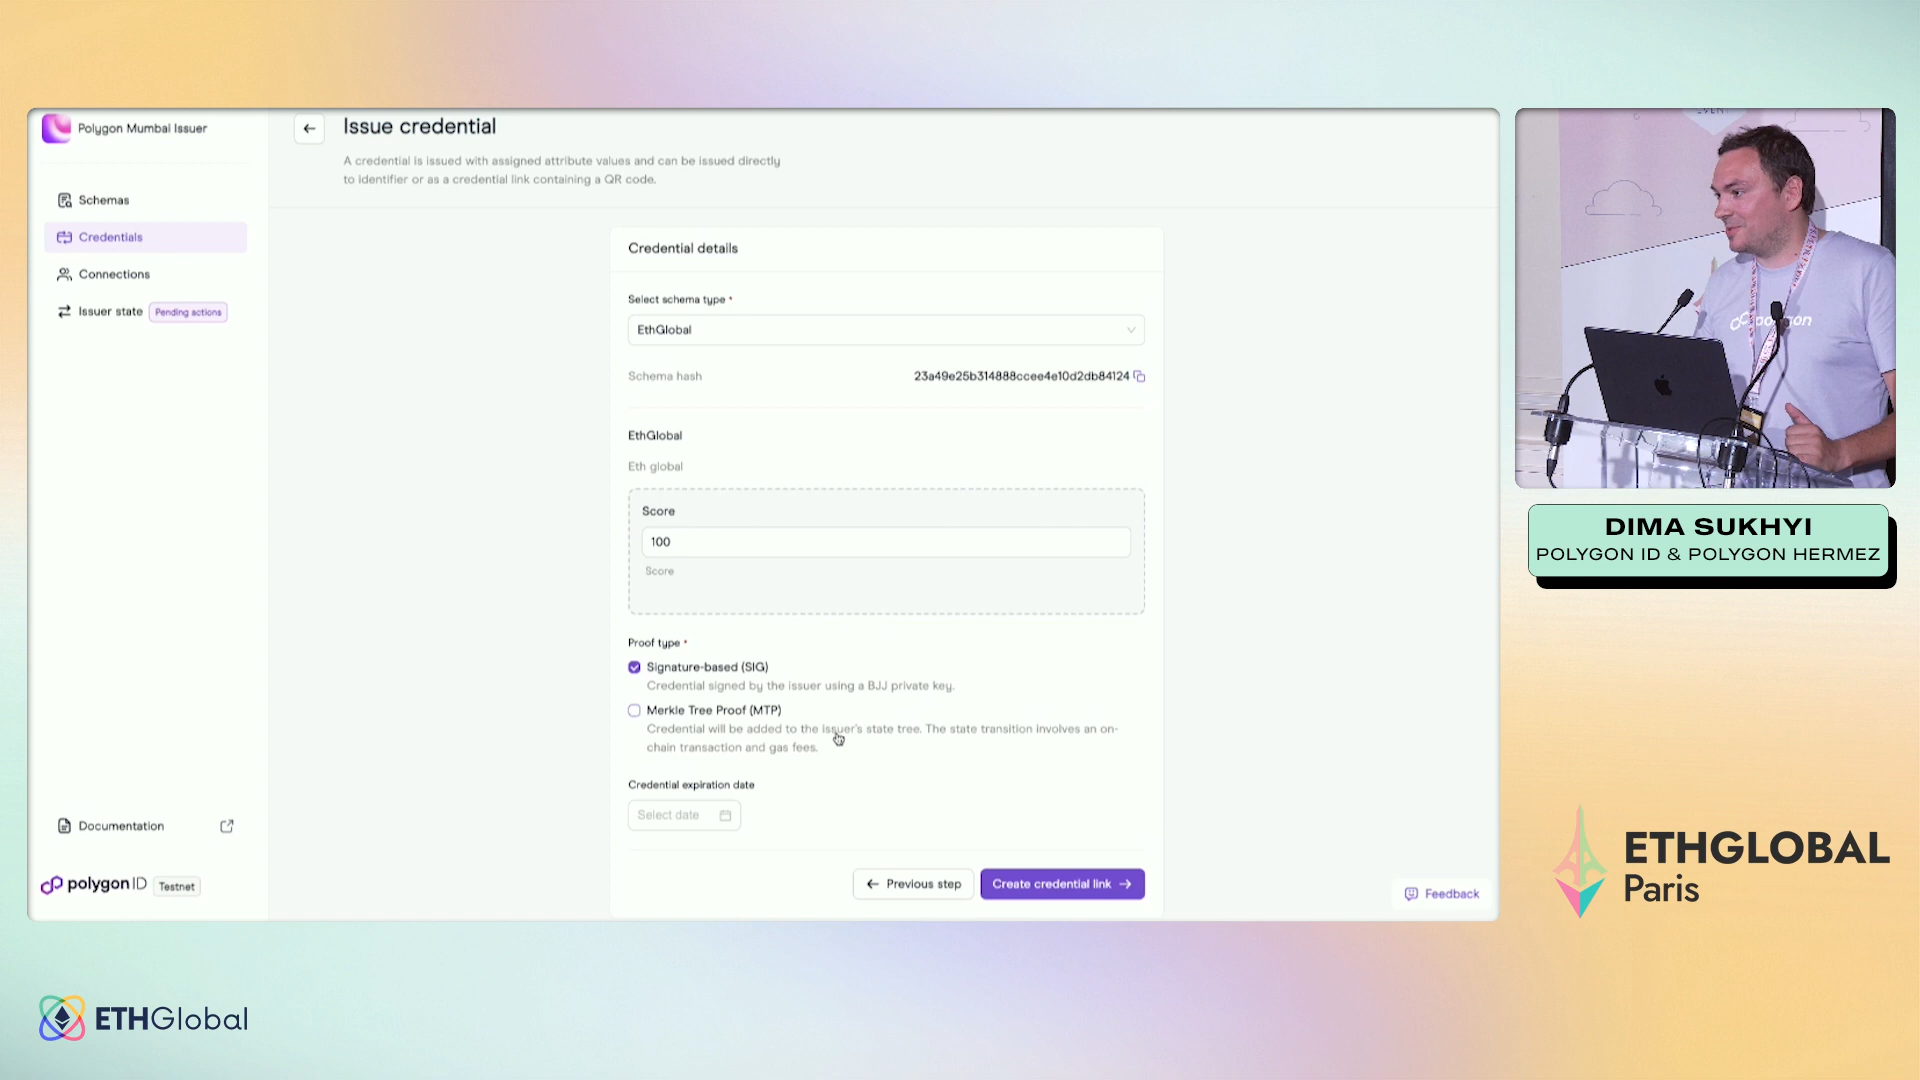 Polygon Mumbai Issuer
Schemas
Credentials
Connections
Issuer state Pending actions
Documentation
polygon ID Testnet
Issue credential
A credential is issued with assigned attribute values and can be issued directly
to identifier or as a credential link containing a QR code.
Credential details
Select schema type *
EthGlobal
Schema hash 23a49e25b314888ccee4e10d2db84124
EthGlobal
Eth global
Score
100
Score
Proof type *
Signature-based (SIG)
Credential signed by the issuer using a BJJ private key.
Merkle Tree Proof (MTP)
Credential will be added to the issuer's state tree. The state transition involves an on-
chain transaction and gas fees.
Credential expiration date
Select date
Previous step Create credential link
Feedback
polygon
DIMA SUKHYI
POLYGON ID & POLYGON HERMEZ
ETHGLOBAL
Paris
ETHGlobal